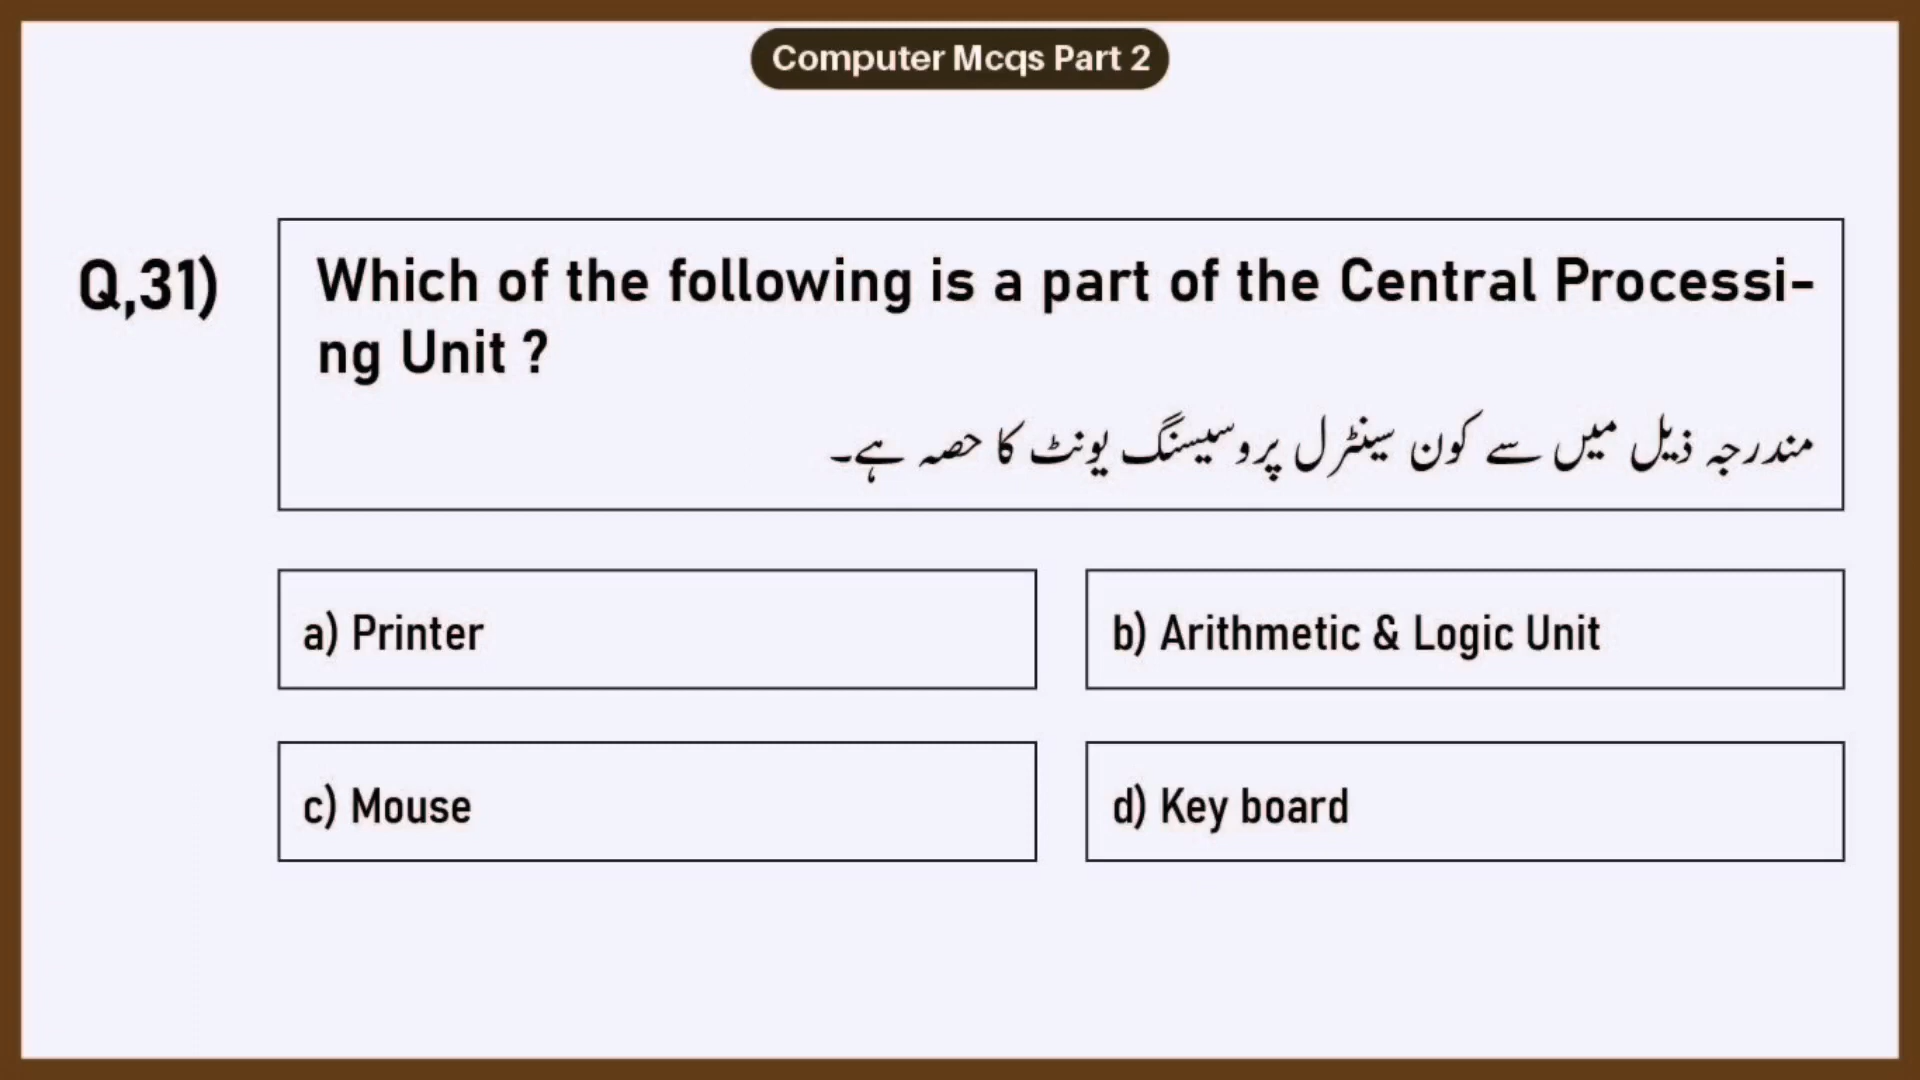 Computer Mcqs Part 2
Q,31)
Which of the following is a part of the Central Processi-
ng Unit ?
مندرجہ ذیل میں سے کون سینٹرل پروسیسنگ یونٹ کا حصہ ہے۔
a) Printer
b) Arithmetic & Logic Unit
c) Mouse
d) Key board